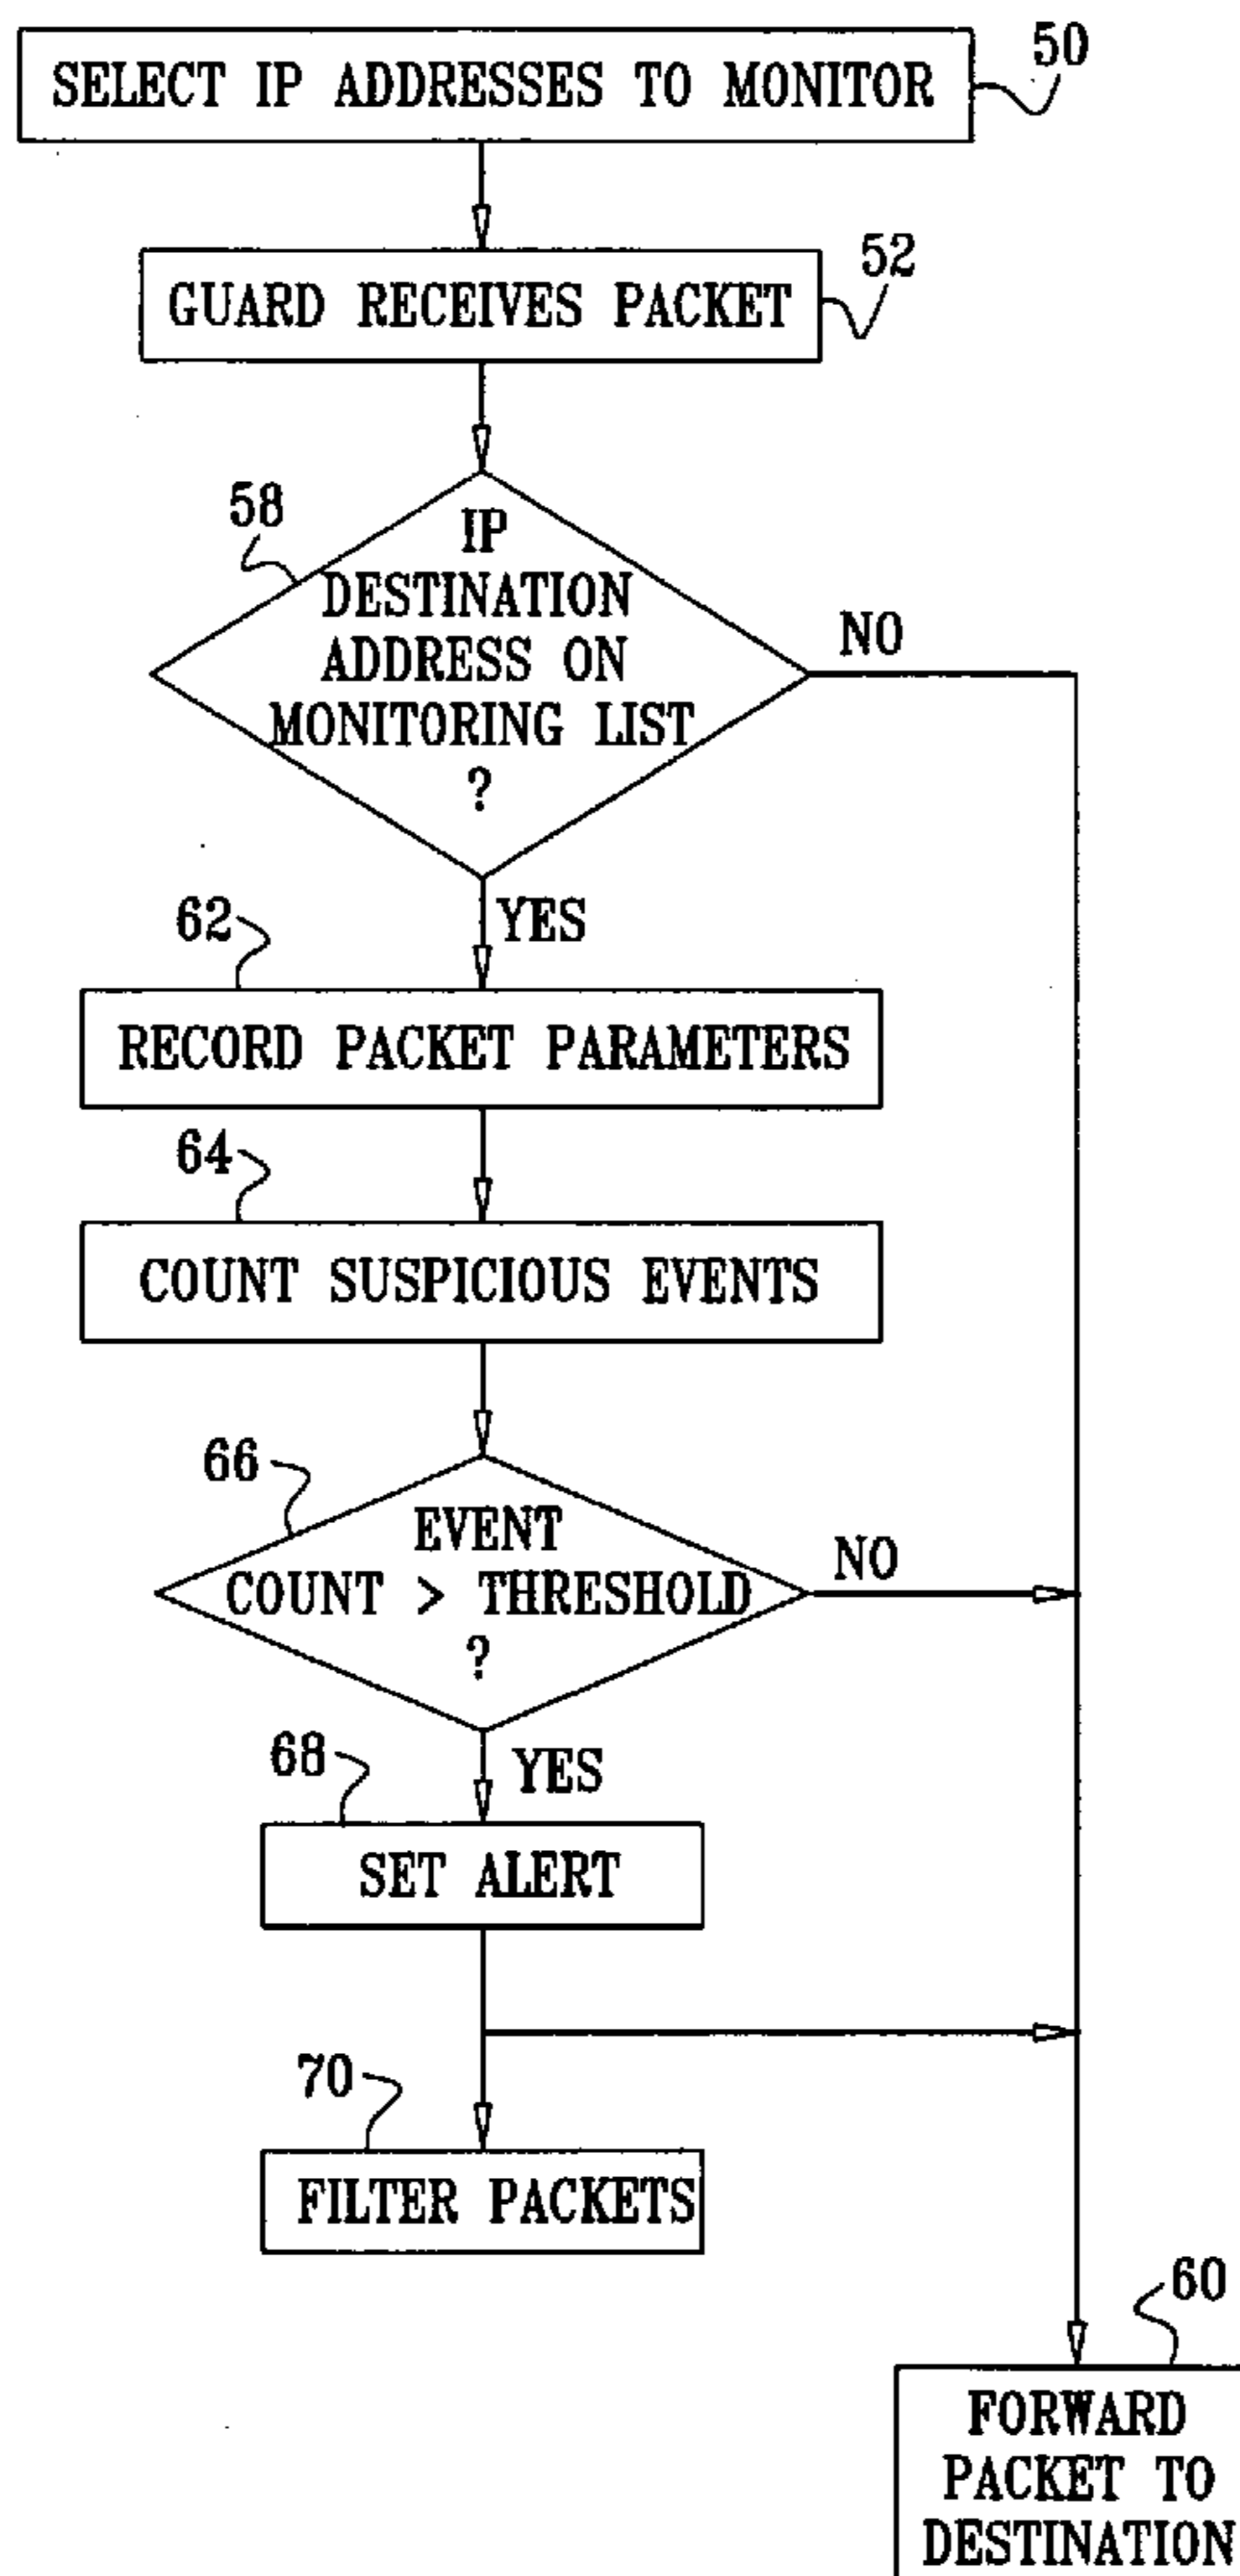 SELECT IP ADDRESSES TO MONITOR
50
GUARD RECEIVES PACKET
52
58
IP
DESTINATION
ADDRESS ON
MONITORING LIST
?
NO
YES
62
RECORD PACKET PARAMETERS
64
COUNT SUSPICIOUS EVENTS
66
EVENT
COUNT > THRESHOLD
?
NO
YES
68
SET ALERT
70
FILTER PACKETS
60
FORWARD
PACKET TO
DESTINATION